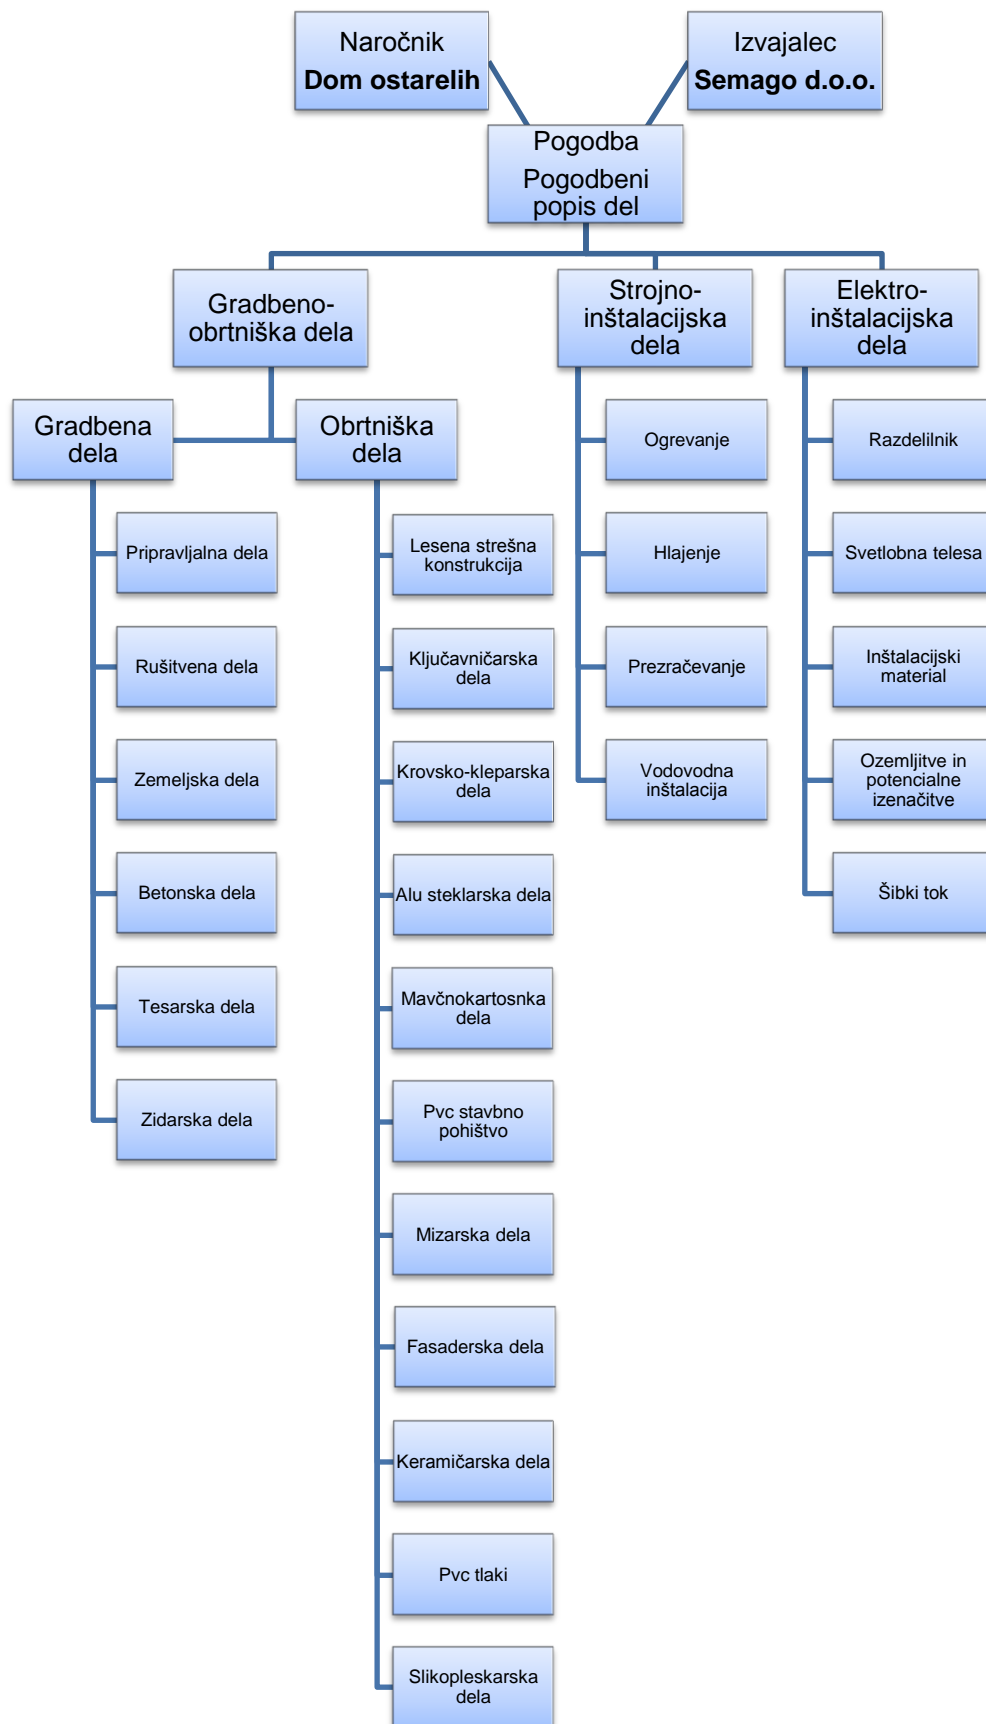 Naročnik
Dom ostarelih
Izvajalec
Semago d.o.o.
Pogodba
Pogodbeni
popis del
Gradbeno-
obrtniška dela
Strojno-
inštalacijska
dela
Elektro-
inštalacijska
dela
Gradbena
dela
Obrtniška
dela
Pripravljalna dela
Rušitvena dela
Zemeljska dela
Betonska dela
Tesarska dela
Zidarska dela
Lesena strešna
konstrukcija
Ključavničarska
dela
Krovsko-kleparska
dela
Alu steklarska dela
Mavčnokartosnka
dela
Pvc stavbno
pohištvo
Mizarska dela
Fasaderska dela
Keramičarska dela
Pvc tlaki
Slikopleskarska
dela
Ogrevanje
Hlajenje
Prezračevanje
Vodovodna
inštalacija
Razdelilnik
Svetlobna telesa
Inštalacijski
material
Ozemljitve in
potencialne
izenačitve
Šibki tok